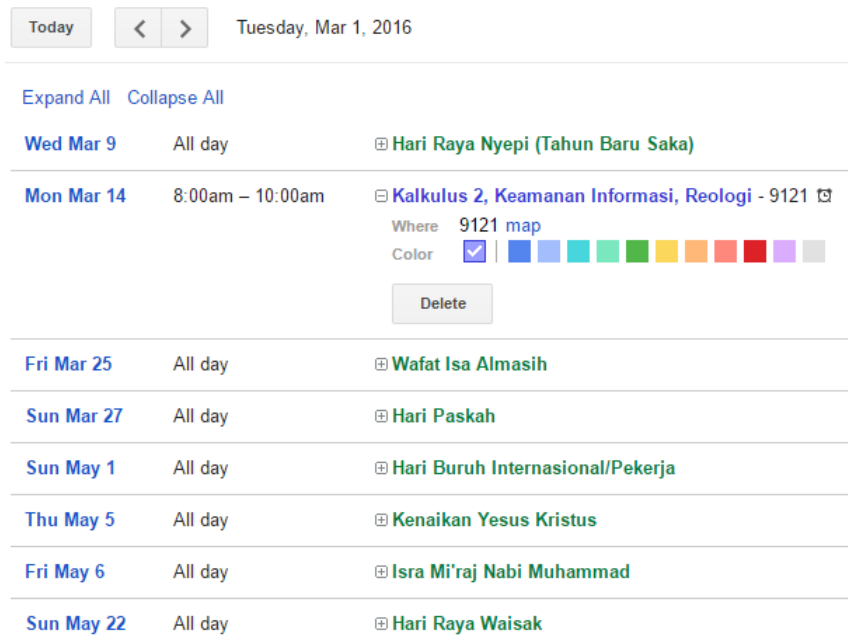 Today Tuesday, Mar 1, 2016
Expand All Collapse All
Wed Mar 9 All day Hari Raya Nyepi (Tahun Baru Saka)
Mon Mar 14 8:00am – 10:00am Kalkulus 2, Keamanan Informasi, Reologi - 9121
Where 9121 map
Color
Delete
Fri Mar 25 All day Wafat Isa Almasih
Sun Mar 27 All day Hari Paskah
Sun May 1 All day Hari Buruh Internasional/Pekerja
Thu May 5 All day Kenaikan Yesus Kristus
Fri May 6 All day Isra Mi'raj Nabi Muhammad
Sun May 22 All day Hari Raya Waisak